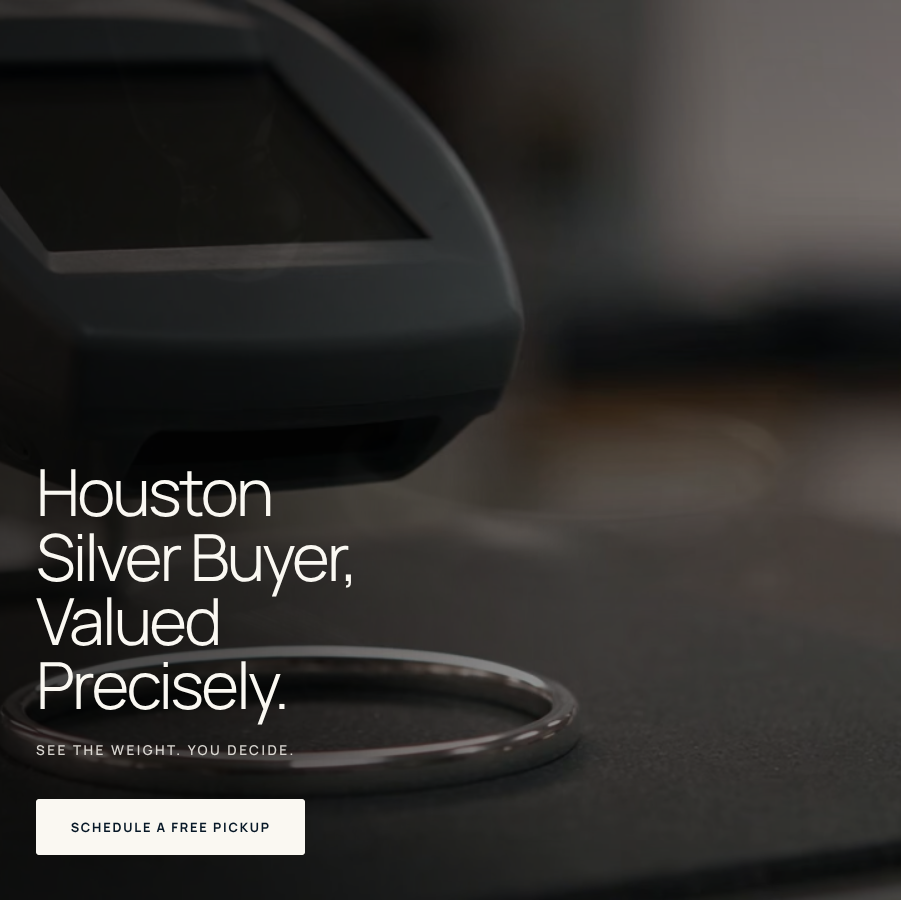 Houston
Silver Buyer,
Valued
Precisely.
SEE THE WEIGHT. YOU DECIDE.
SCHEDULE A FREE PICKUP